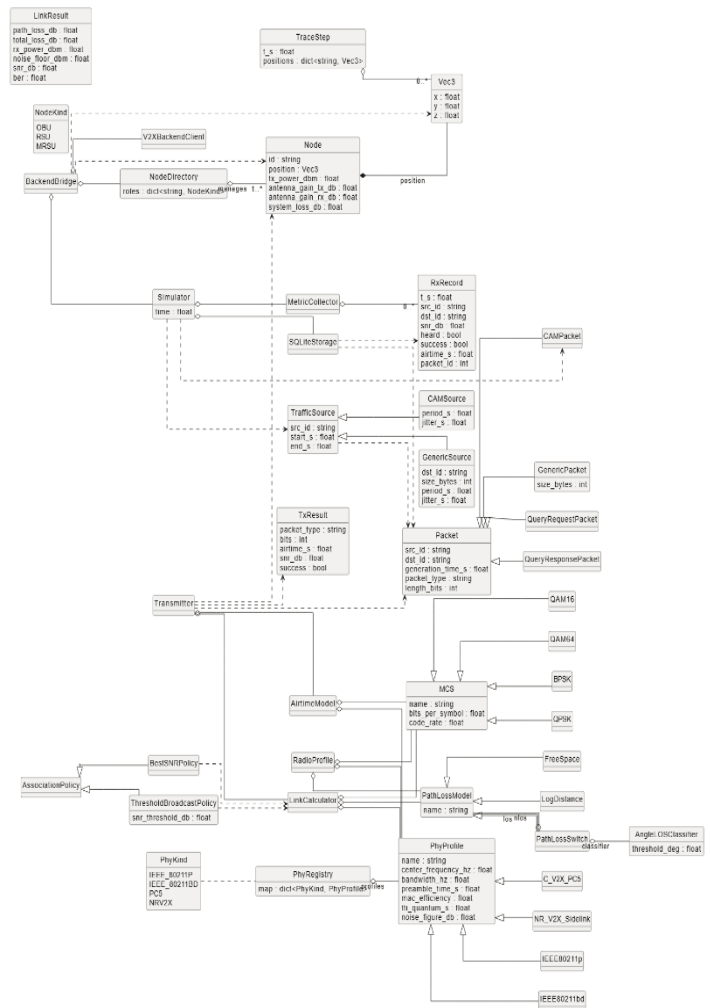 LinkResult
path_loss_db : float
total_loss_db : float
rx_power_dbm : float
noise_floor_dbm : float
snr_db : float
ber : float
TraceStep
t_s : float
positions : dict<string, Vec3>
0..*
Vec3
x : float
y : float
z : float
NodeKind
OBU
RSU
MRSU
V2XBackendClient
Node
id : string
position : Vec3
tx_power_dbm : float
antenna_gain_tx_db : float
antenna_gain_rx_db : float
system_loss_db : float
position
BackendBridge
NodeDirectory
roles : dict<string, NodeKind>
manages 1..*
Simulator
time : float
MetricCollector
0..*
SQLiteStorage
RxRecord
t_s : float
src_id : string
dst_id : string
snr_db : float
heard : bool
success : bool
airtime_s : float
packet_id : int
CAMPacket
TrafficSource
src_id : string
start_s : float
end_s : float
CAMSource
period_s : float
jitter_s : float
GenericSource
dst_id : string
size_bytes : int
period_s : float
jitter_s : float
GenericPacket
size_bytes : int
QueryRequestPacket
QueryResponsePacket
TxResult
packet_type : string
bits : int
airtime_s : float
snr_db : float
success : bool
Packet
src_id : string
dst_id : string
generation_time_s : float
packet_type : string
length_bits : int
Transmitter
QAM16
QAM64
BPSK
QPSK
MCS
name : string
bits_per_symbol : float
code_rate : float
AirtimeModel
RadioProfile
BestSNRPolicy
AssociationPolicy
ThresholdBroadcastPolicy
snr_threshold_db : float
LinkCalculator
PathLossModel
name : string
FreeSpace
LogDistance
los nlos
PathLossSwitch
classifier
AngleLOSClassifier
threshold_deg : float
PhyKind
IEEE_80211P
IEEE_80211BD
PC5
NRV2X
PhyRegistry
map : dict<PhyKind, PhyProfile>
profiles
PhyProfile
name : string
center_frequency_hz : float
bandwidth_hz : float
preamble_time_s : float
mac_efficiency : float
tti_quantum_s : float
noise_figure_db : float
C_V2X_PC5
NR_V2X_Sidelink
IEEE80211p
IEEE80211bd